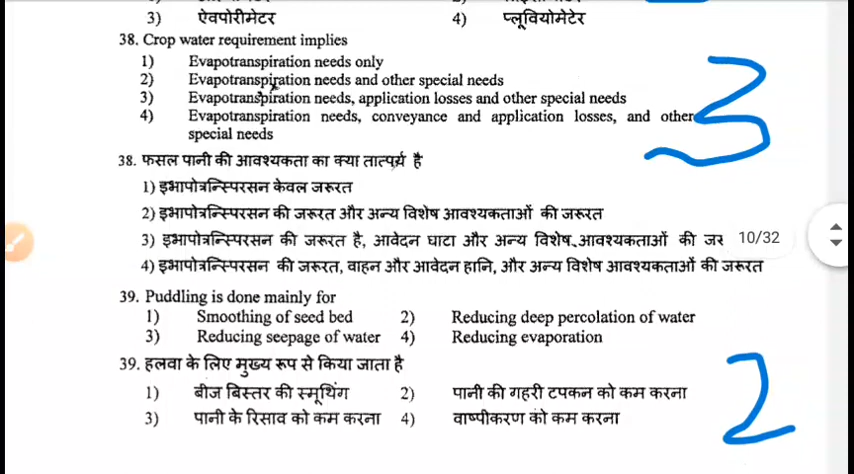 3) ऐवपोरीमेटर 4) प्लूवियोमेटेर
38. Crop water requirement implies
1) Evapotranspiration needs only
2) Evapotranspiration needs and other special needs
3) Evapotranspiration needs, application losses and other special needs
4) Evapotranspiration needs, conveyance and application losses, and other
special needs
3
38. फसल पानी की आवश्यकता का क्या तात्पर्य है
1) इभापोत्रन्स्पिरसन केवल जरूरत
2) इभापोत्रन्स्पिरसन की जरूरत और अन्य विशेष आवश्यकताओं की जरूरत
3) इभापोत्रन्स्पिरसन की जरूरत है, आवेदन घाटा और अन्य विशेष आवश्यकताओं की जर 10/32
4) इभापोत्रन्स्पिरसन की जरूरत, वाहन और आवेदन हानि, और अन्य विशेष आवश्यकताओं की जरूरत
39. Puddling is done mainly for
1) Smoothing of seed bed 2) Reducing deep percolation of water
3) Reducing seepage of water 4) Reducing evaporation
39. हलवा के लिए मुख्य रूप से किया जाता है
1) बीज बिस्तर की स्मूथिंग 2) पानी की गहरी टपकन को कम करना
3) पानी के रिसाव को कम करना 4) वाष्पीकरण को कम करना
2